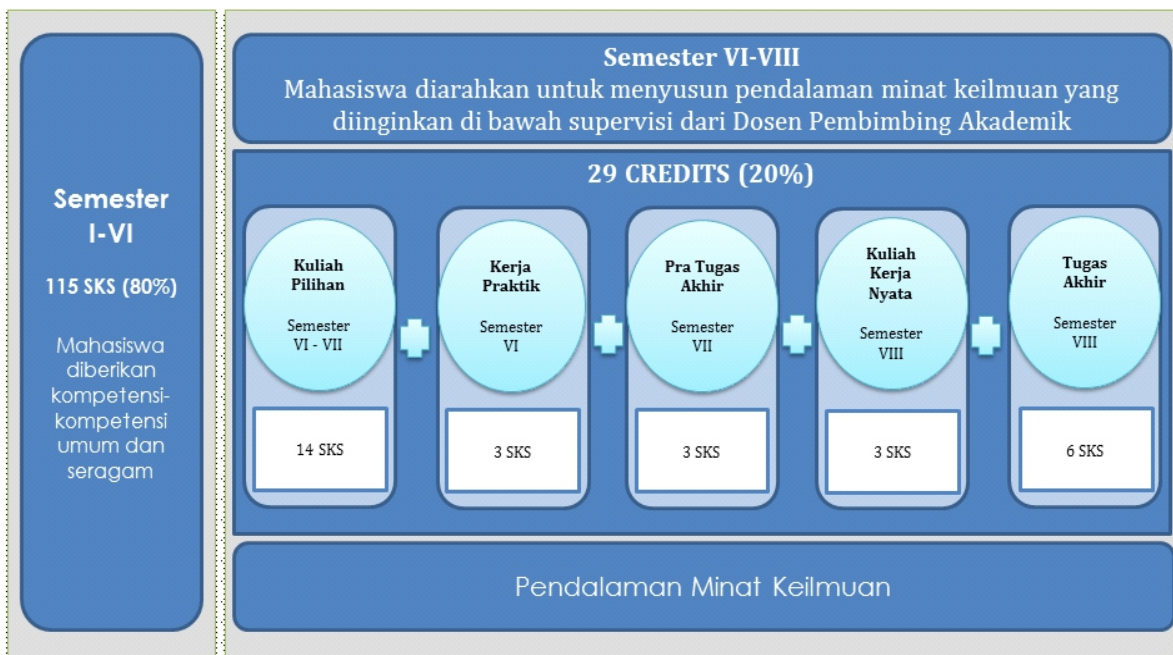 Semester
I-VI
115 SKS (80%)
Mahasiswa
diberikan
kompetensi-
kompetensi
umum dan
seragam
Semester VI-VIII
Mahasiswa diarahkan untuk menyusun pendalaman minat keilmuan yang
diinginkan di bawah supervisi dari Dosen Pembimbing Akademik
29 CREDITS (20%)
Kuliah
Pilihan
Semester
VI - VII
14 SKS
Kerja
Praktik
Semester
VI
3 SKS
Pra Tugas
Akhir
Semester
VII
3 SKS
Kuliah
Kerja
Nyata
Semester
VIII
3 SKS
Tugas
Akhir
Semester
VIII
6 SKS
Pendalaman Minat Keilmuan